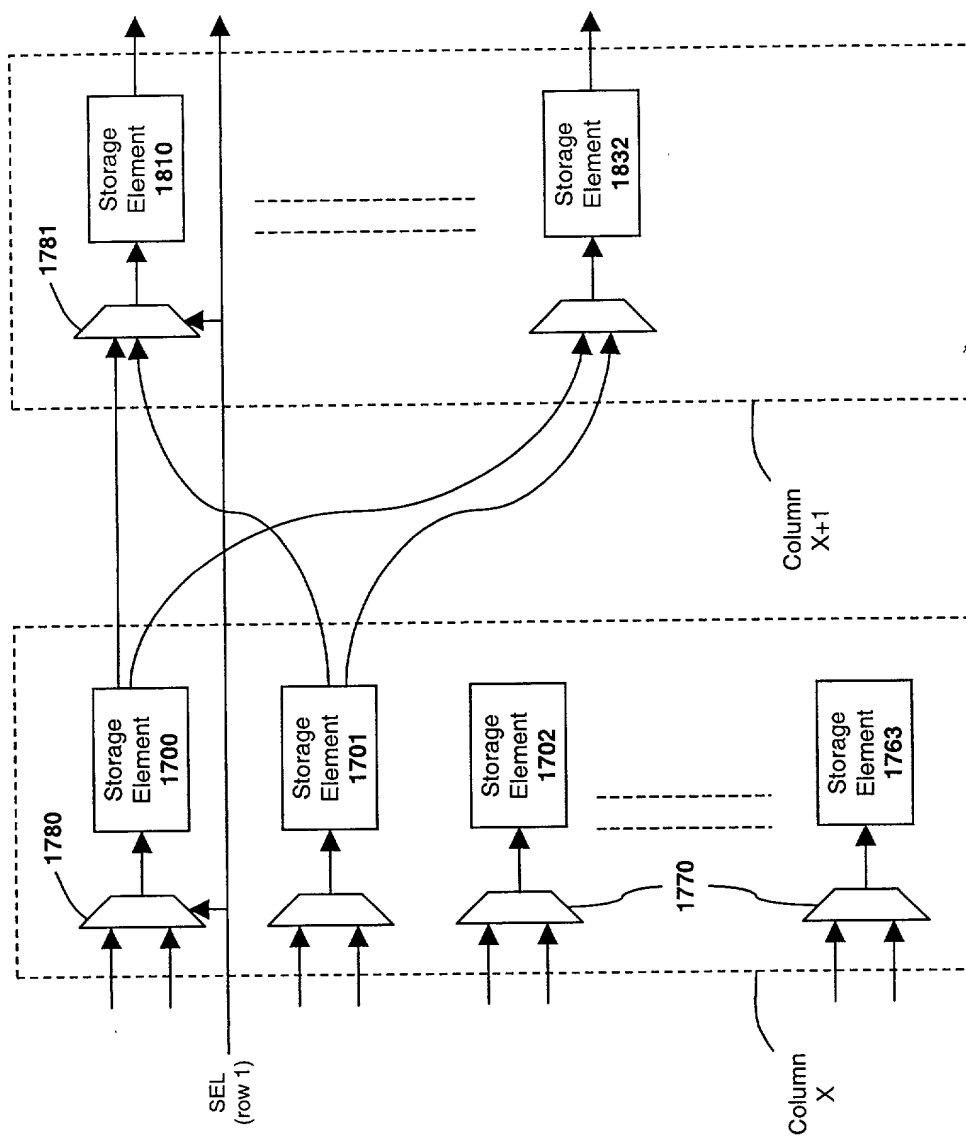 1780
Storage
Element
1700
Storage
Element
1701
Storage
Element
1702
Storage
Element
1763
1770
SEL
(row 1)
Column
X
1781
Storage
Element
1810
Storage
Element
1832
Column
X+1